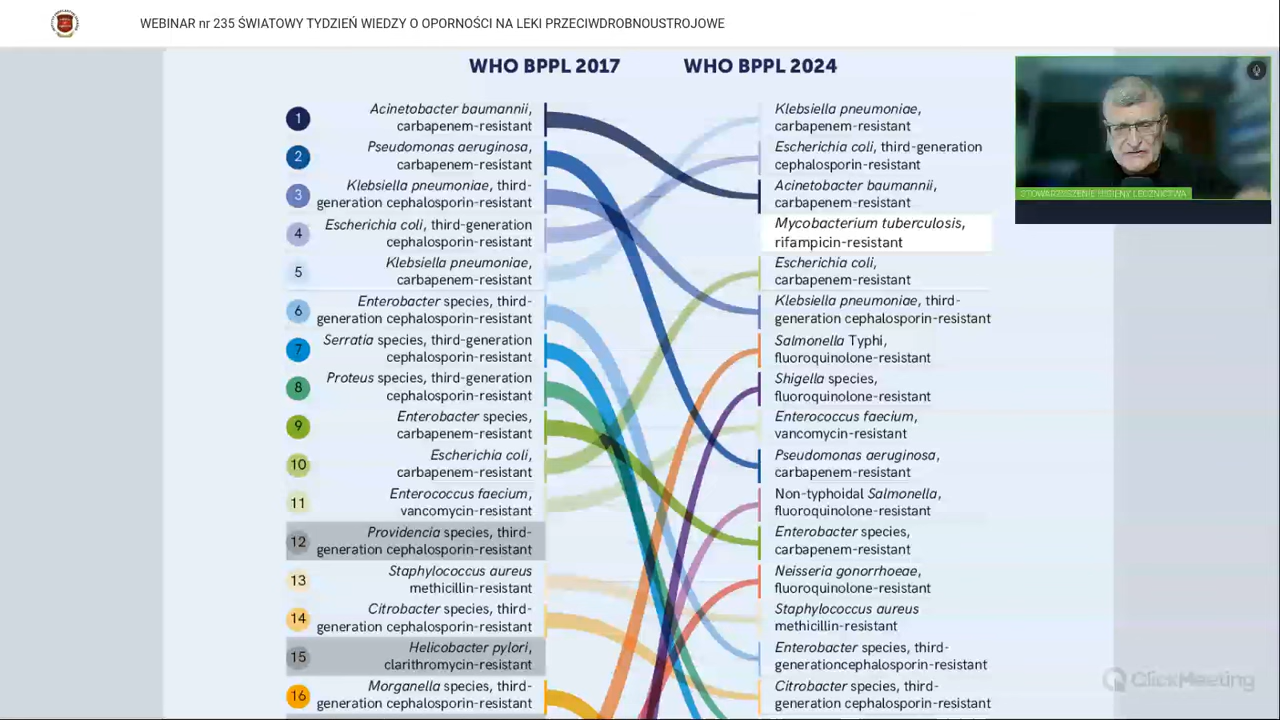 WEBINAR nr 235 ŚWIATOWY TYDZIEŃ WIEDZY O OPORNOŚCI NA LEKI PRZECIWDROBNOUSTROJOWE
WHO BPPL 2017
1
Acinetobacter baumannii,
carbapenem-resistant
2
Pseudomonas aeruginosa,
carbapenem-resistant
3
Klebsiella pneumoniae, third-
generation cephalosporin-resistant
4
Escherichia coli, third-generation
cephalosporin-resistant
5
Klebsiella pneumoniae,
carbapenem-resistant
6
Enterobacter species, third-
generation cephalosporin-resistant
7
Serratia species, third-generation
cephalosporin-resistant
8
Proteus species, third-generation
cephalosporin-resistant
9
Enterobacter species,
carbapenem-resistant
10
Escherichia coli,
carbapenem-resistant
11
Enterococcus faecium,
vancomycin-resistant
12
Providencia species, third-
generation cephalosporin-resistant
13
Staphylococcus aureus
methicillin-resistant
14
Citrobacter species, third-
generation cephalosporin-resistant
15
Helicobacter pylori,
clarithromycin-resistant
16
Morganella species, third-
generation cephalosporin-resistant
WHO BPPL 2024
Klebsiella pneumoniae,
carbapenem-resistant
Escherichia coli, third-generation
cephalosporin-resistant
Acinetobacter baumannii,
carbapenem-resistant
Mycobacterium tuberculosis,
rifampicin-resistant
Escherichia coli,
carbapenem-resistant
Klebsiella pneumoniae, third-
generation cephalosporin-resistant
Salmonella Typhi,
fluoroquinolone-resistant
Shigella species,
fluoroquinolone-resistant
Enterococcus faecium,
vancomycin-resistant
Pseudomonas aeruginosa,
carbapenem-resistant
Non-typhoidal Salmonella,
fluoroquinolone-resistant
Enterobacter species,
carbapenem-resistant
Neisseria gonorrhoeae,
fluoroquinolone-resistant
Staphylococcus aureus
methicillin-resistant
Enterobacter species, third-
generationcephalosporin-resistant
Citrobacter species, third-
generation cephalosporin-resistant
STOWARZYSZENIE HIGIENY LECZNICTWA
ClickMeeting